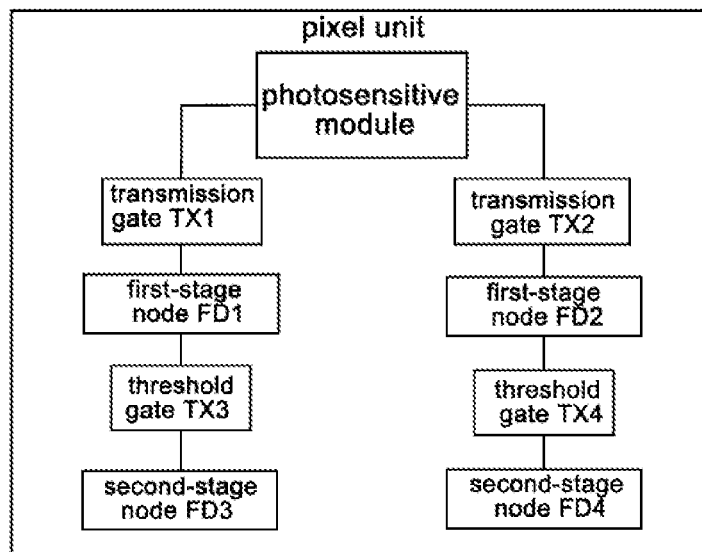 pixel unit
photosensitive
module
transmission
gate TX1
transmission
gate TX2
first-stage
node FD1
first-stage
node FD2
threshold
gate TX3
threshold
gate TX4
second-stage
node FD3
second-stage
node FD4